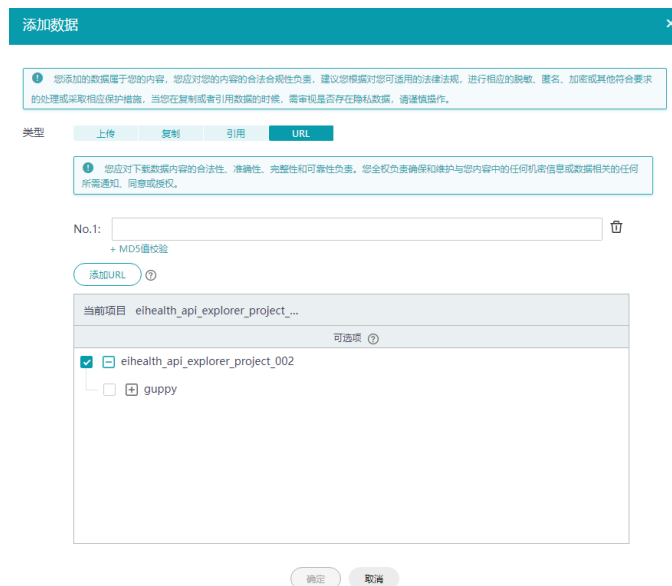 添加数据
您添加的数据属于您的内容，您应对您的内容的合法合规性负责，建议您根据对您可适用的法律法规，进行相应的脱敏、匿名、加密或其他符合要求
的处理或采取相应保护措施，当您在复制或者引用数据的时候，需审视是否存在隐私数据，请谨慎操作。
类型 上传 复制 引用 URL
您应对下载数据内容的合法性、准确性、完整性和可靠性负责。您全权负责确保和维护与您内容中的任何机密信息或数据相关的任何
所需通知、同意或授权。
No.1:
+ MD5值校验
添加URL
当前项目 eihealth_api_explorer_project_...
可选项
eihealth_api_explorer_project_002
guppy
确定 取消